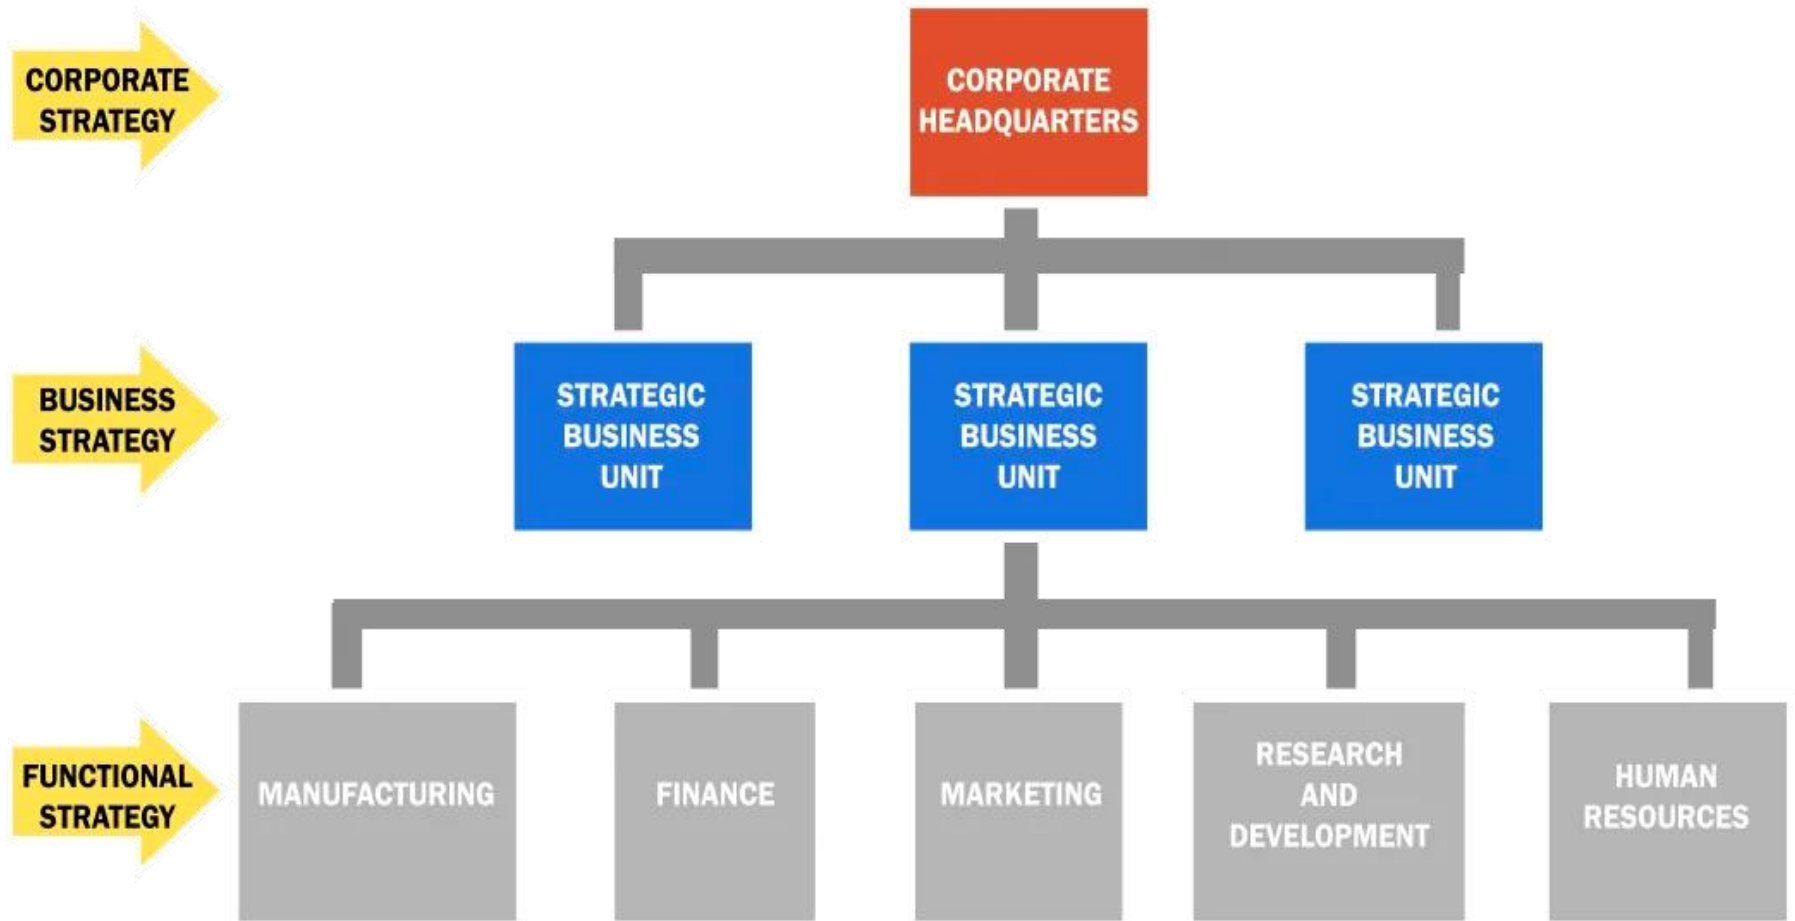 CORPORATE
STRATEGY
CORPORATE
HEADQUARTERS
BUSINESS
STRATEGY
STRATEGIC
BUSINESS
UNIT
STRATEGIC
BUSINESS
UNIT
STRATEGIC
BUSINESS
UNIT
FUNCTIONAL
STRATEGY
MANUFACTURING
FINANCE
MARKETING
RESEARCH
AND
DEVELOPMENT
HUMAN
RESOURCES